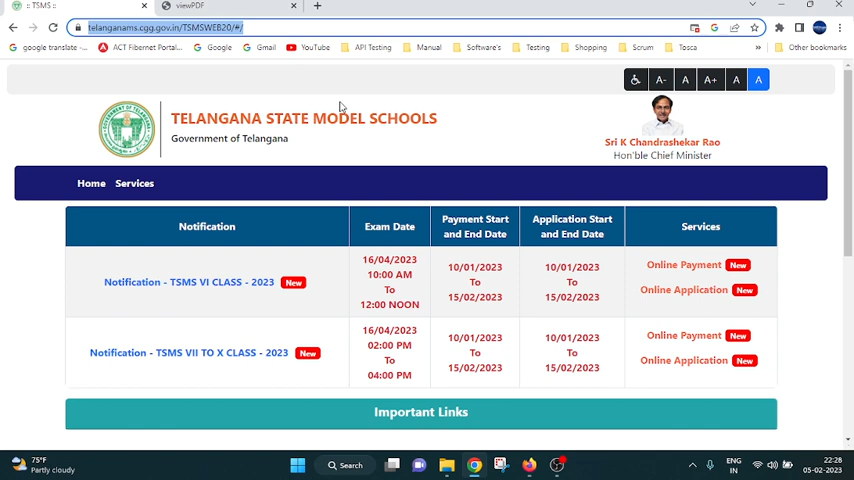 :: TSMS ::
viewPDF
telanganams.cgg.gov.in/TSMSWEB20/#/
google translate -...
ACT Fibernet Portal...
Google
Gmail
YouTube
API Testing
Manual
Software's
Testing
Shopping
Scrum
Tosca
Other bookmarks
A-
A
A+
A
A
TELANGANA STATE MODEL SCHOOLS
Government of Telangana
Sri K Chandrashekar Rao
Hon'ble Chief Minister
Home
Services
Notification
Exam Date
Payment Start
and End Date
Application Start
and End Date
Services
Notification - TSMS VI CLASS - 2023 New
16/04/2023
10:00 AM
To
12:00 NOON
10/01/2023
To
15/02/2023
10/01/2023
To
15/02/2023
Online Payment New
Online Application New
Notification - TSMS VII TO X CLASS - 2023 New
16/04/2023
02:00 PM
To
04:00 PM
10/01/2023
To
15/02/2023
10/01/2023
To
15/02/2023
Online Payment New
Online Application New
Important Links
75°F
Partly cloudy
Search
ENG
IN
22:28
05-02-2023